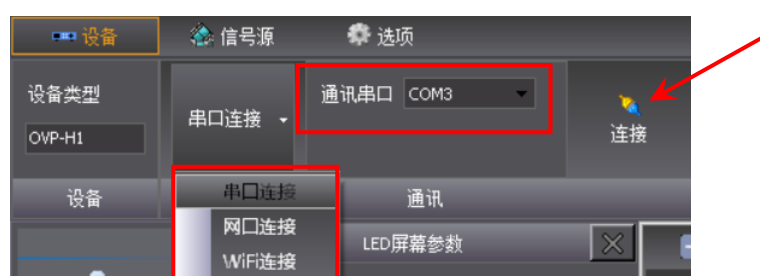 设备 信号源 选项
设备类型
OVP-H1
串口连接
通讯串口 COM3
连接
设备 通讯
串口连接
网口连接
WiFi连接
LED屏幕参数